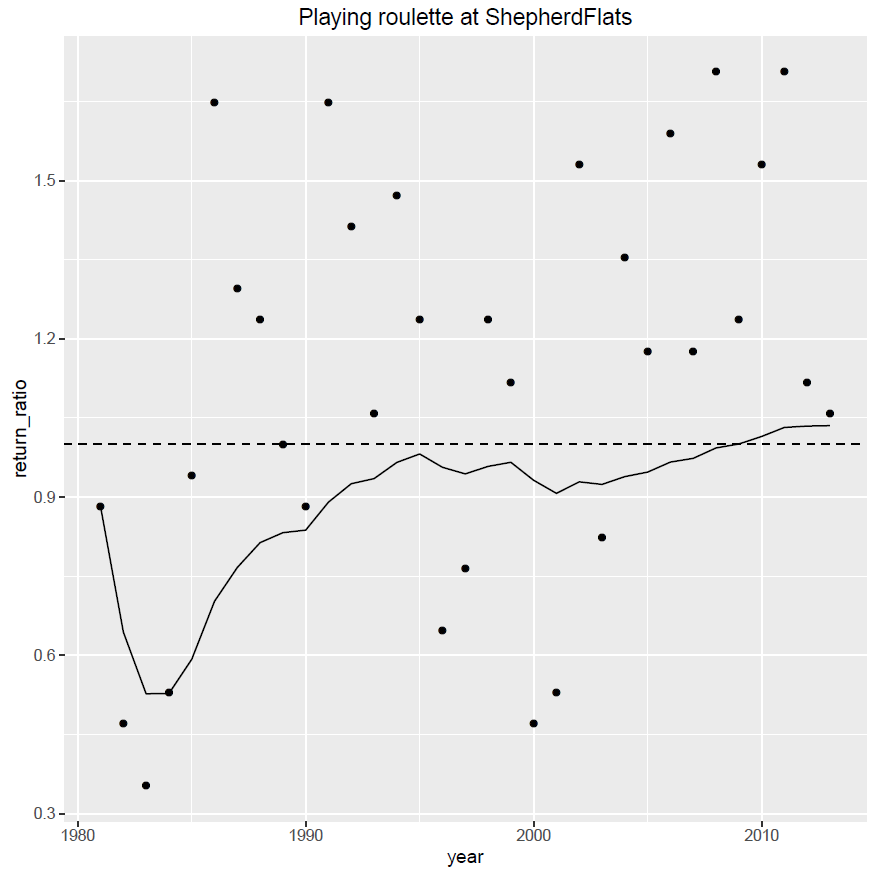 Playing roulette at ShepherdFlats
return_ratio
1.5
1.2
0.9
0.6
0.3
1980 1990 2000 2010
year